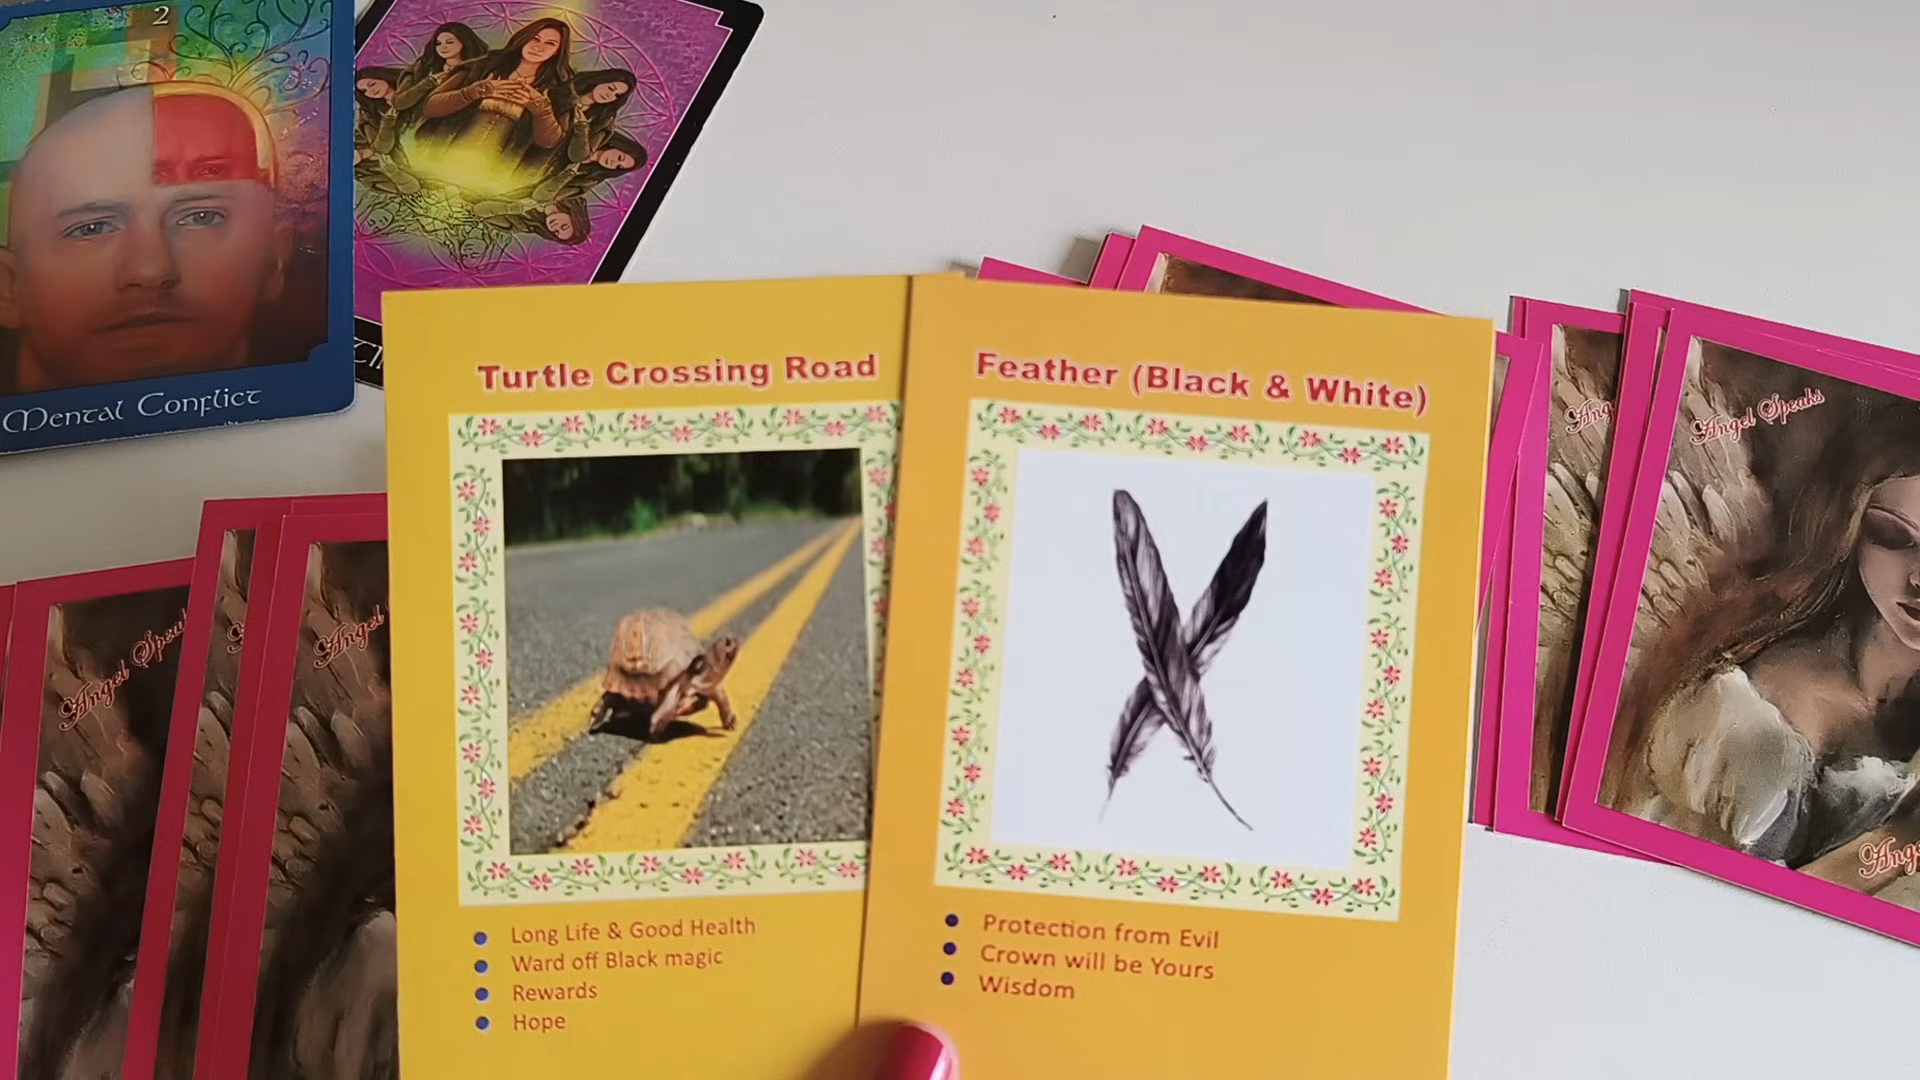 2
Mental Conflict
Turtle Crossing Road
Long Life & Good Health
Ward off Black magic
Rewards
Hope
Feather (Black & White)
Protection from Evil
Crown will be Yours
Wisdom
Angel Speaks
Angel
Angel Speaks